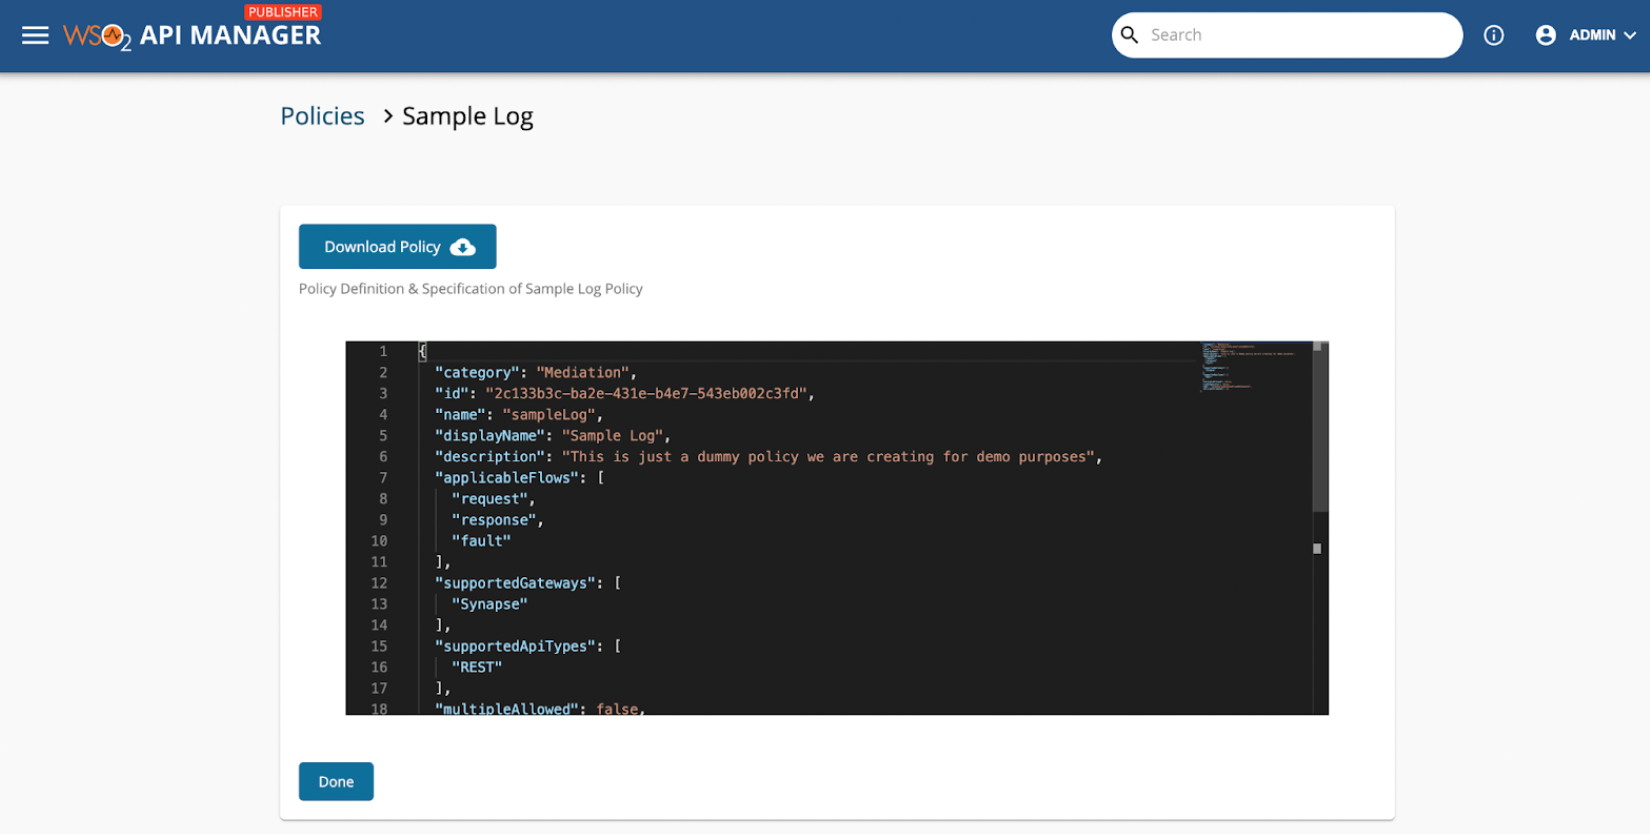 PUBLISHER
WSO2 API MANAGER
Search
ADMIN
Policies > Sample Log
Download Policy
Policy Definition & Specification of Sample Log Policy
1 {
2 "category": "Mediation",
3 "id": "2c133b3c-ba2e-431e-b4e7-543eb002c3fd",
4 "name": "sampleLog",
5 "displayName": "Sample Log",
6 "description": "This is just a dummy policy we are creating for demo purposes",
7 "applicableFlows": [
8 "request",
9 "response",
10 "fault"
11 ],
12 "supportedGateways": [
13 "Synapse"
14 ],
15 "supportedApiTypes": [
16 "REST"
17 ],
18 "multipleAllowed": false,
Done